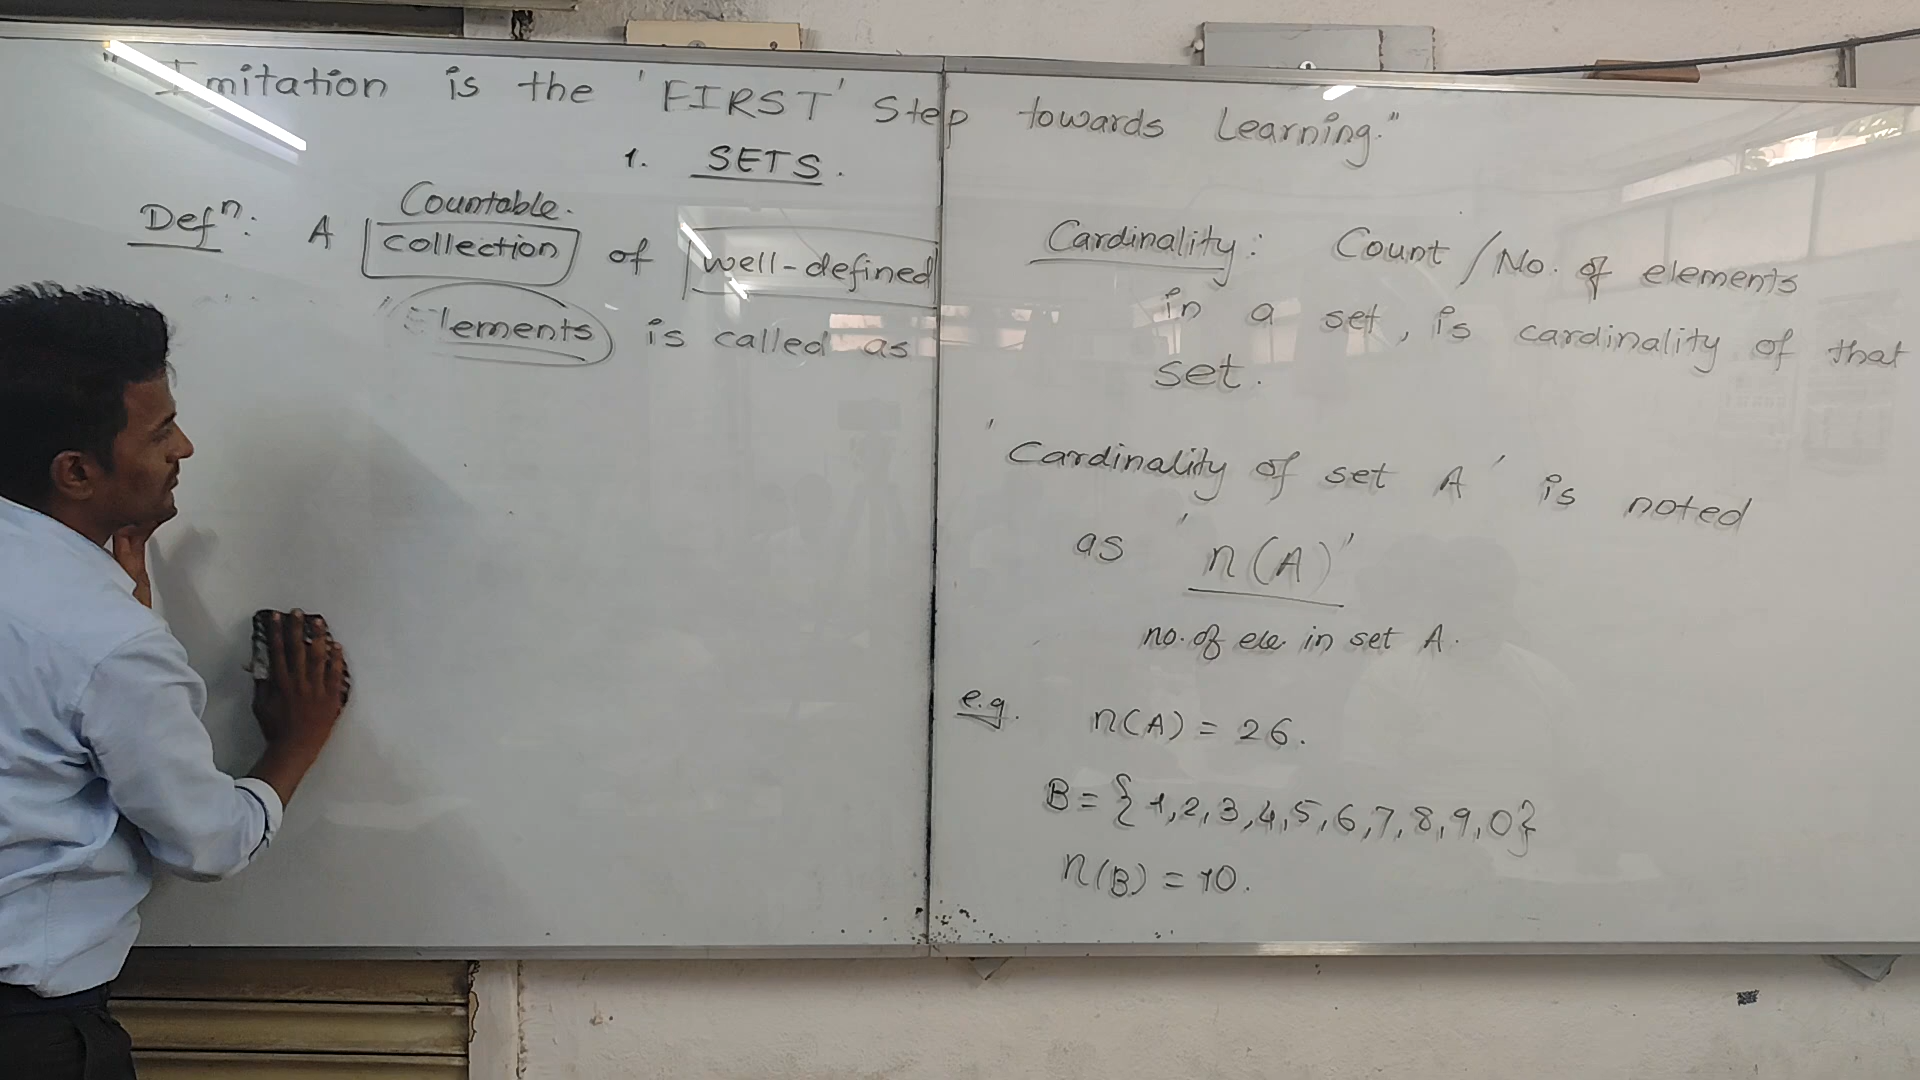 "Imitation is the 'FIRST' Step towards Learning."
1. SETS.
Countable.
Defⁿ: A collection of well-defined
"Elements is called as
Cardinality: Count / No. of elements
in a set, is cardinality of that
set.
'Cardinality of set A' is noted
as 'n(A)'
no. of ele. in set A.
e.g. n(A) = 26.
B = {1,2,3,4,5,6,7,8,9,0}
n(B) = 10.